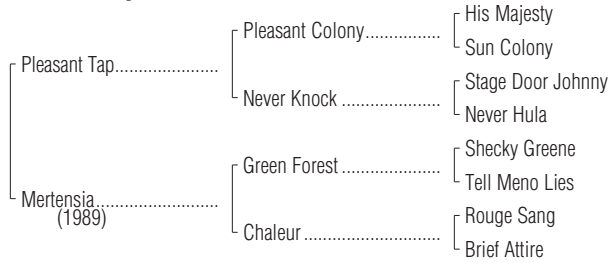 His Majesty
Pleasant Colony..................
Sun Colony
Pleasant Tap.......................
Stage Door Johnny
Never Knock .......................
Never Hula
Shecky Greene
Green Forest ......................
Tell Meno Lies
Mertensia............................
(1989)
Rouge Sang
Chaleur ................................
Brief Attire